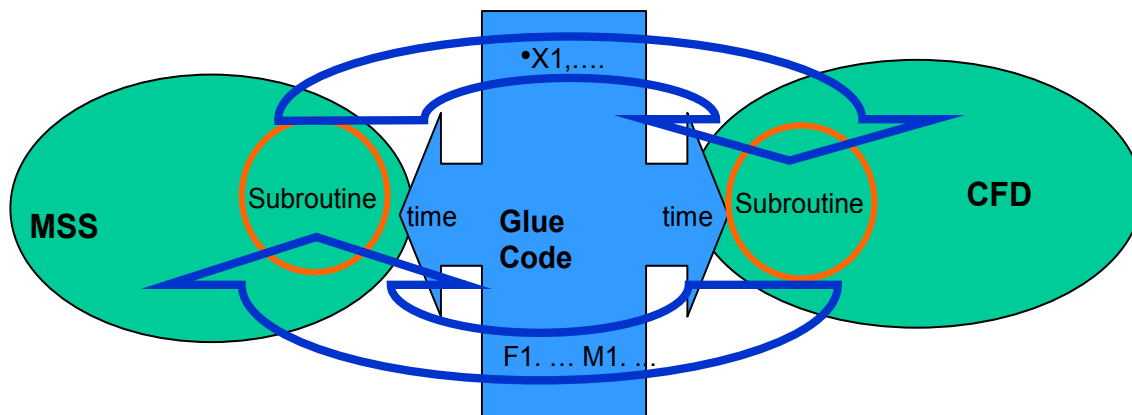 •X1,....
MSS
Subroutine
time
Glue
Code
time
Subroutine
CFD
F1. ... M1. ...